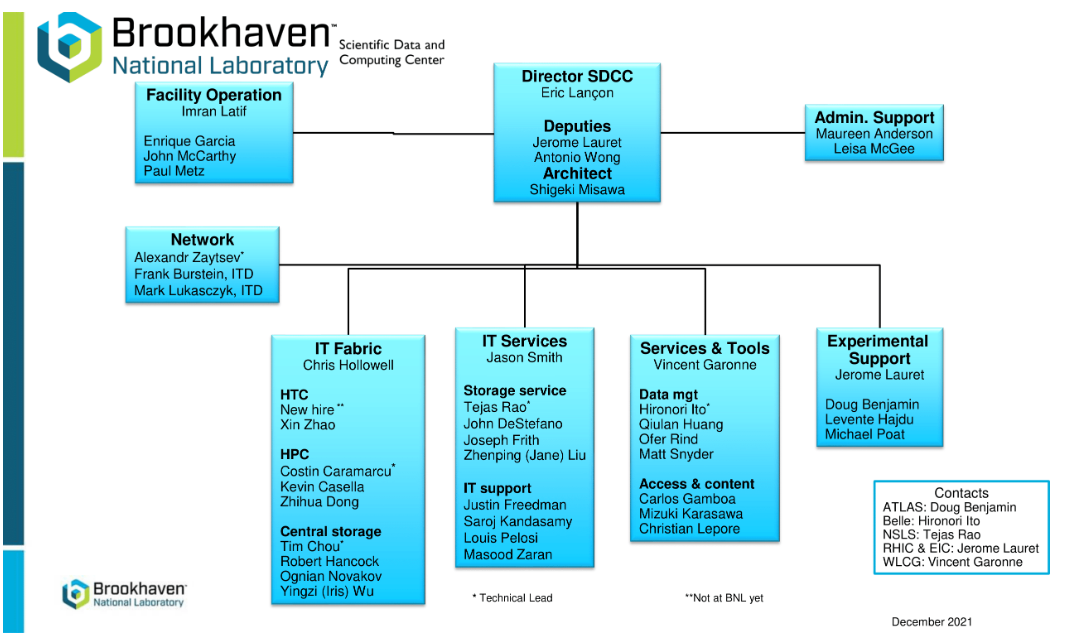 Brookhaven™
National Laboratory
Scientific Data and
Computing Center
Facility Operation
Imran Latif
Enrique Garcia
John McCarthy
Paul Metz
Director SDCC
Eric Lançon
Deputies
Jerome Lauret
Antonio Wong
Architect
Shigeki Misawa
Admin. Support
Maureen Anderson
Leisa McGee
Network
Alexandr Zaytsev*
Frank Burstein, ITD
Mark Lukasczyk, ITD
IT Fabric
Chris Hollowell
HTC
New hire **
Xin Zhao
HPC
Costin Caramarcu*
Kevin Casella
Zhihua Dong
Central storage
Tim Chou*
Robert Hancock
Ognian Novakov
Yingzi (Iris) Wu
IT Services
Jason Smith
Storage service
Tejas Rao*
John DeStefano
Joseph Frith
Zhenping (Jane) Liu
IT support
Justin Freedman
Saroj Kandasamy
Louis Pelosi
Masood Zaran
Services & Tools
Vincent Garonne
Data mgt
Hironori Ito*
Qiulan Huang
Ofer Rind
Matt Snyder
Access & content
Carlos Gamboa
Mizuki Karasawa
Christian Lepore
Experimental
Support
Jerome Lauret
Doug Benjamin
Levente Hajdu
Michael Poat
Contacts
ATLAS: Doug Benjamin
Belle: Hironori Ito
NSLS: Tejas Rao
RHIC & EIC: Jerome Lauret
WLCG: Vincent Garonne
Brookhaven™
National Laboratory
* Technical Lead
**Not at BNL yet
December 2021